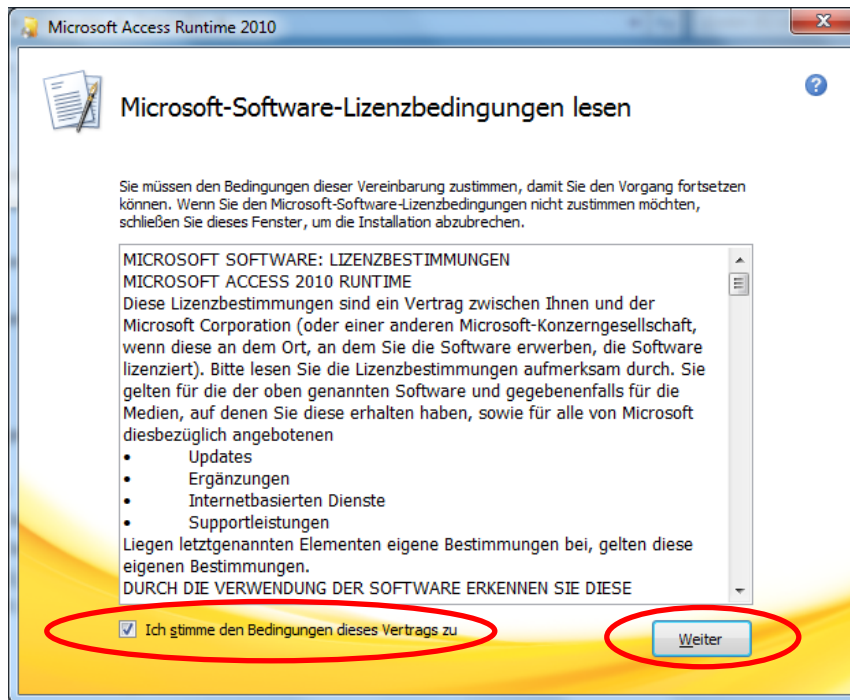 Microsoft Access Runtime 2010
Microsoft-Software-Lizenzbedingungen lesen
Sie müssen den Bedingungen dieser Vereinbarung zustimmen, damit Sie den Vorgang fortsetzen
können. Wenn Sie den Microsoft-Software-Lizenzbedingungen nicht zustimmen möchten,
schließen Sie dieses Fenster, um die Installation abzubrechen.
MICROSOFT SOFTWARE: LIZENZBESTIMMUNGEN
MICROSOFT ACCESS 2010 RUNTIME
Diese Lizenzbestimmungen sind ein Vertrag zwischen Ihnen und der
Microsoft Corporation (oder einer anderen Microsoft-Konzerngesellschaft,
wenn diese an dem Ort, an dem Sie die Software erwerben, die Software
lizenziert). Bitte lesen Sie die Lizenzbestimmungen aufmerksam durch. Sie
gelten für die der oben genannten Software und gegebenenfalls für die
Medien, auf denen Sie diese erhalten haben, sowie für alle von Microsoft
diesbezüglich angebotenen
• Updates
• Ergänzungen
• Internetbasierten Dienste
• Supportleistungen
Liegen letztgenannten Elementen eigene Bestimmungen bei, gelten diese
eigenen Bestimmungen.
DURCH DIE VERWENDUNG DER SOFTWARE ERKENNEN SIE DIESE
Ich stimme den Bedingungen dieses Vertrags zu
Weiter